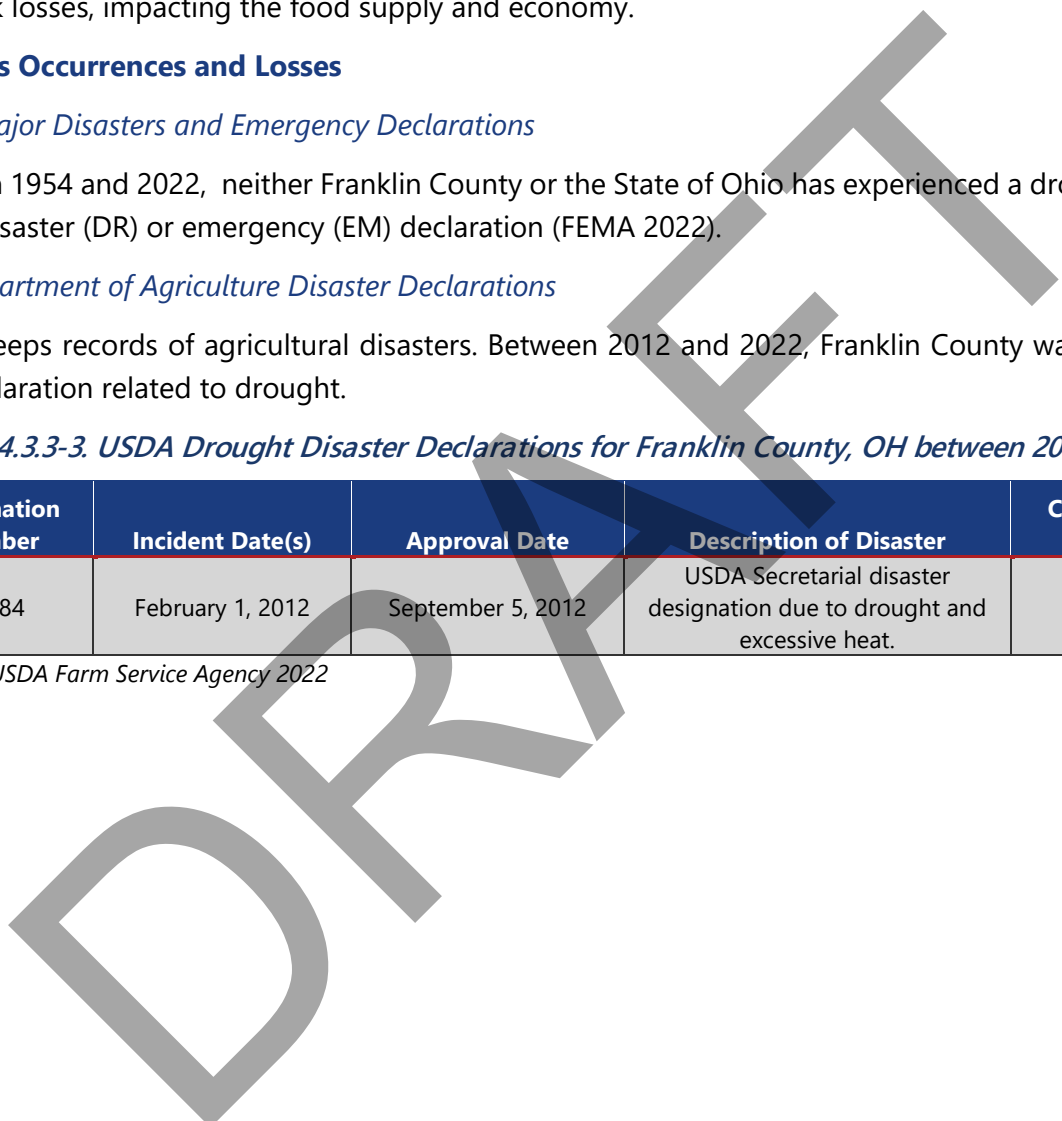 k losses, impacting the food supply and economy.
s Occurrences and Losses
ajor Disasters and Emergency Declarations
1954 and 2022, neither Franklin County or the State of Ohio has experienced a dro
isaster (DR) or emergency (EM) declaration (FEMA 2022).
artment of Agriculture Disaster Declarations
eeps records of agricultural disasters. Between 2012 and 2022, Franklin County wa
laration related to drought.
4.3.3-3. USDA Drought Disaster Declarations for Franklin County, OH between 20
nation
ber
Incident Date(s)
Approval Date
Description of Disaster
C
84
February 1, 2012
September 5, 2012
USDA Secretarial disaster
designation due to drought and
excessive heat.
USDA Farm Service Agency 2022
DRAFT